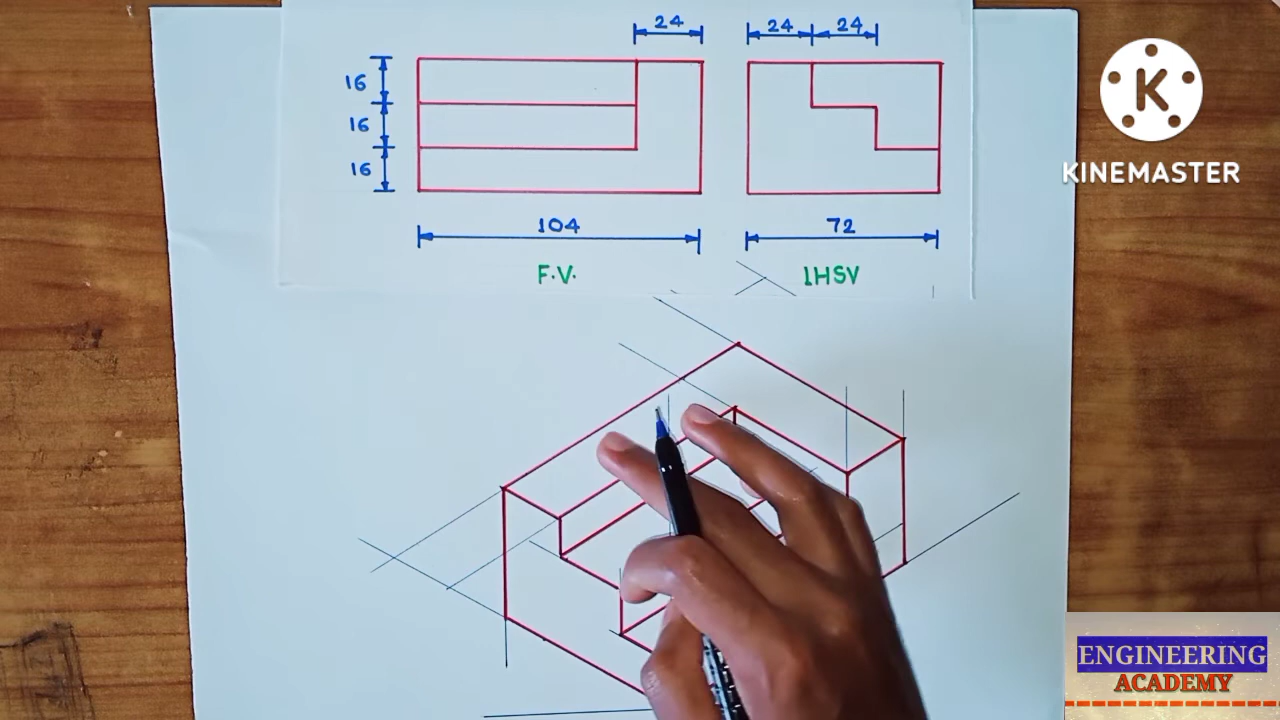 24
24 24
16
16
16
104
72
F.V.
LHSV
K
KINEMASTER
ENGINEERING
ACADEMY